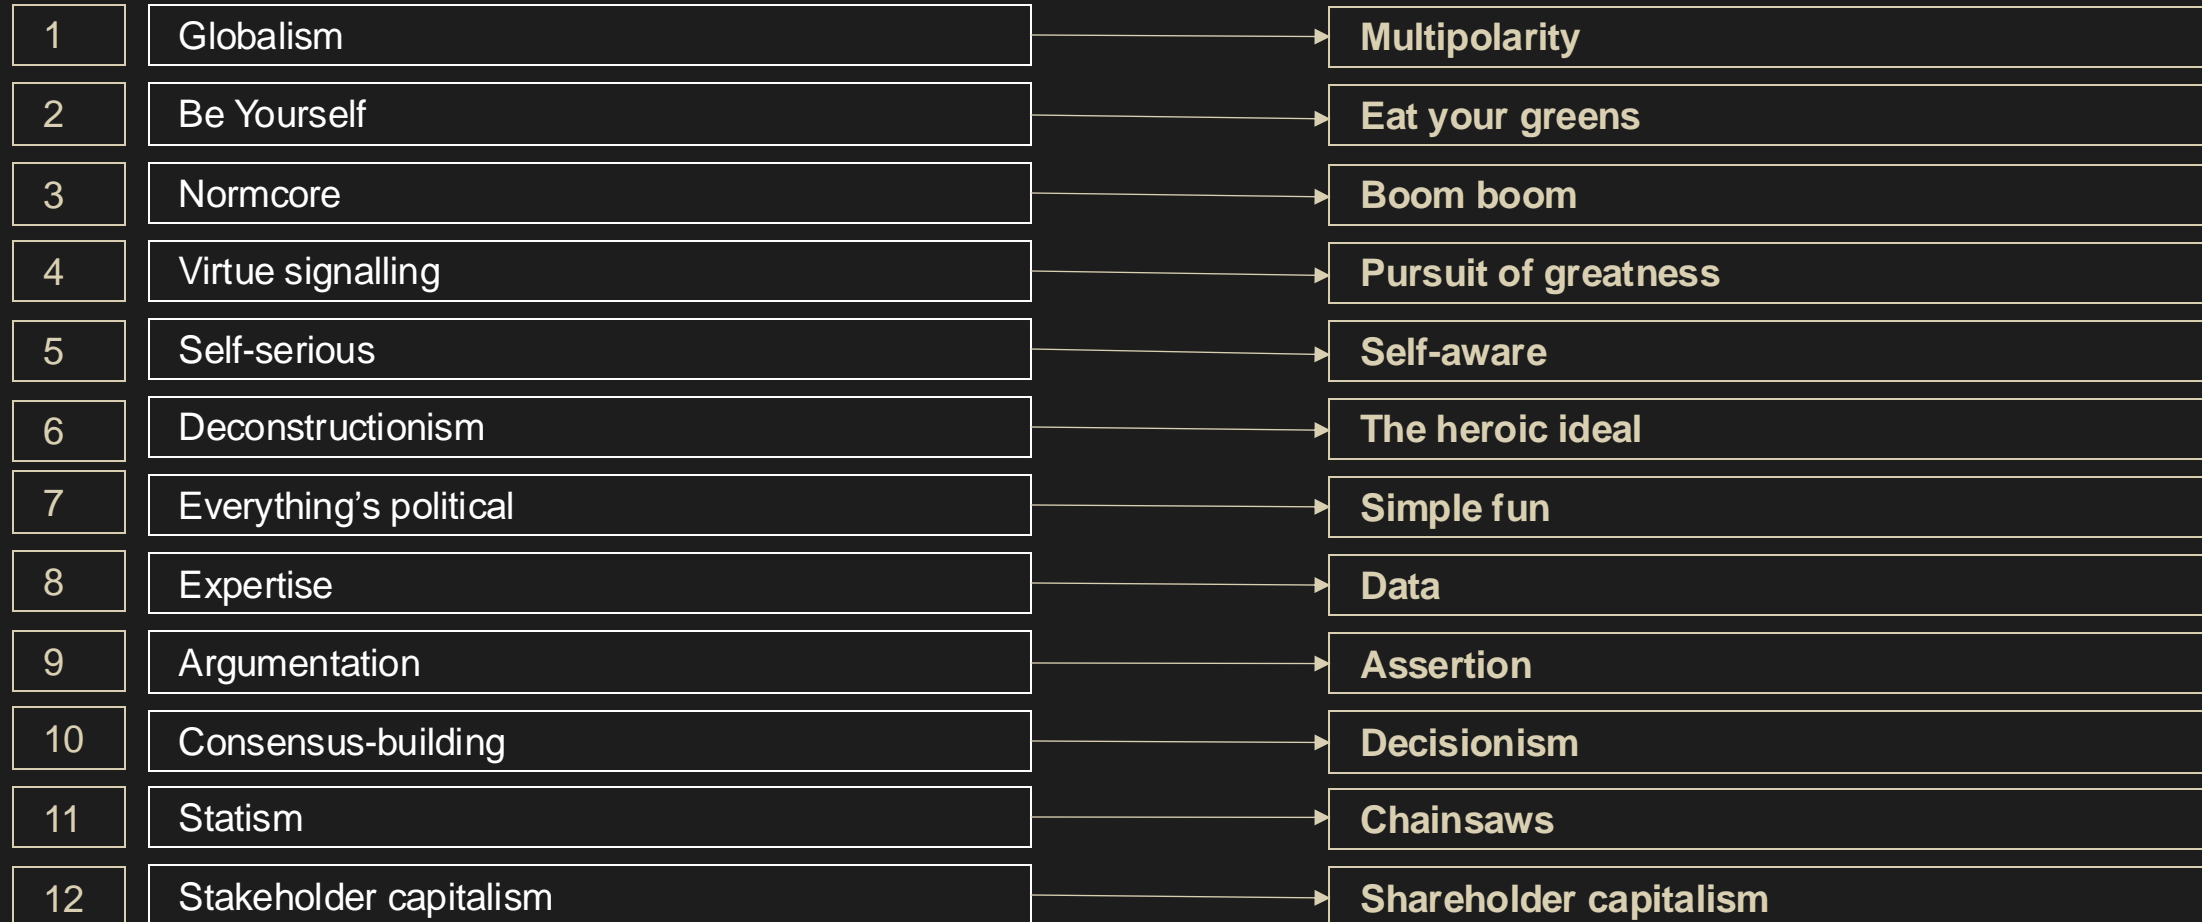 1 Globalism Multipolarity
2 Be Yourself Eat your greens
3 Normcore Boom boom
4 Virtue signalling Pursuit of greatness
5 Self-serious Self-aware
6 Deconstructionism The heroic ideal
7 Everything’s political Simple fun
8 Expertise Data
9 Argumentation Assertion
10 Consensus-building Decisionism
11 Statism Chainsaws
12 Stakeholder capitalism Shareholder capitalism